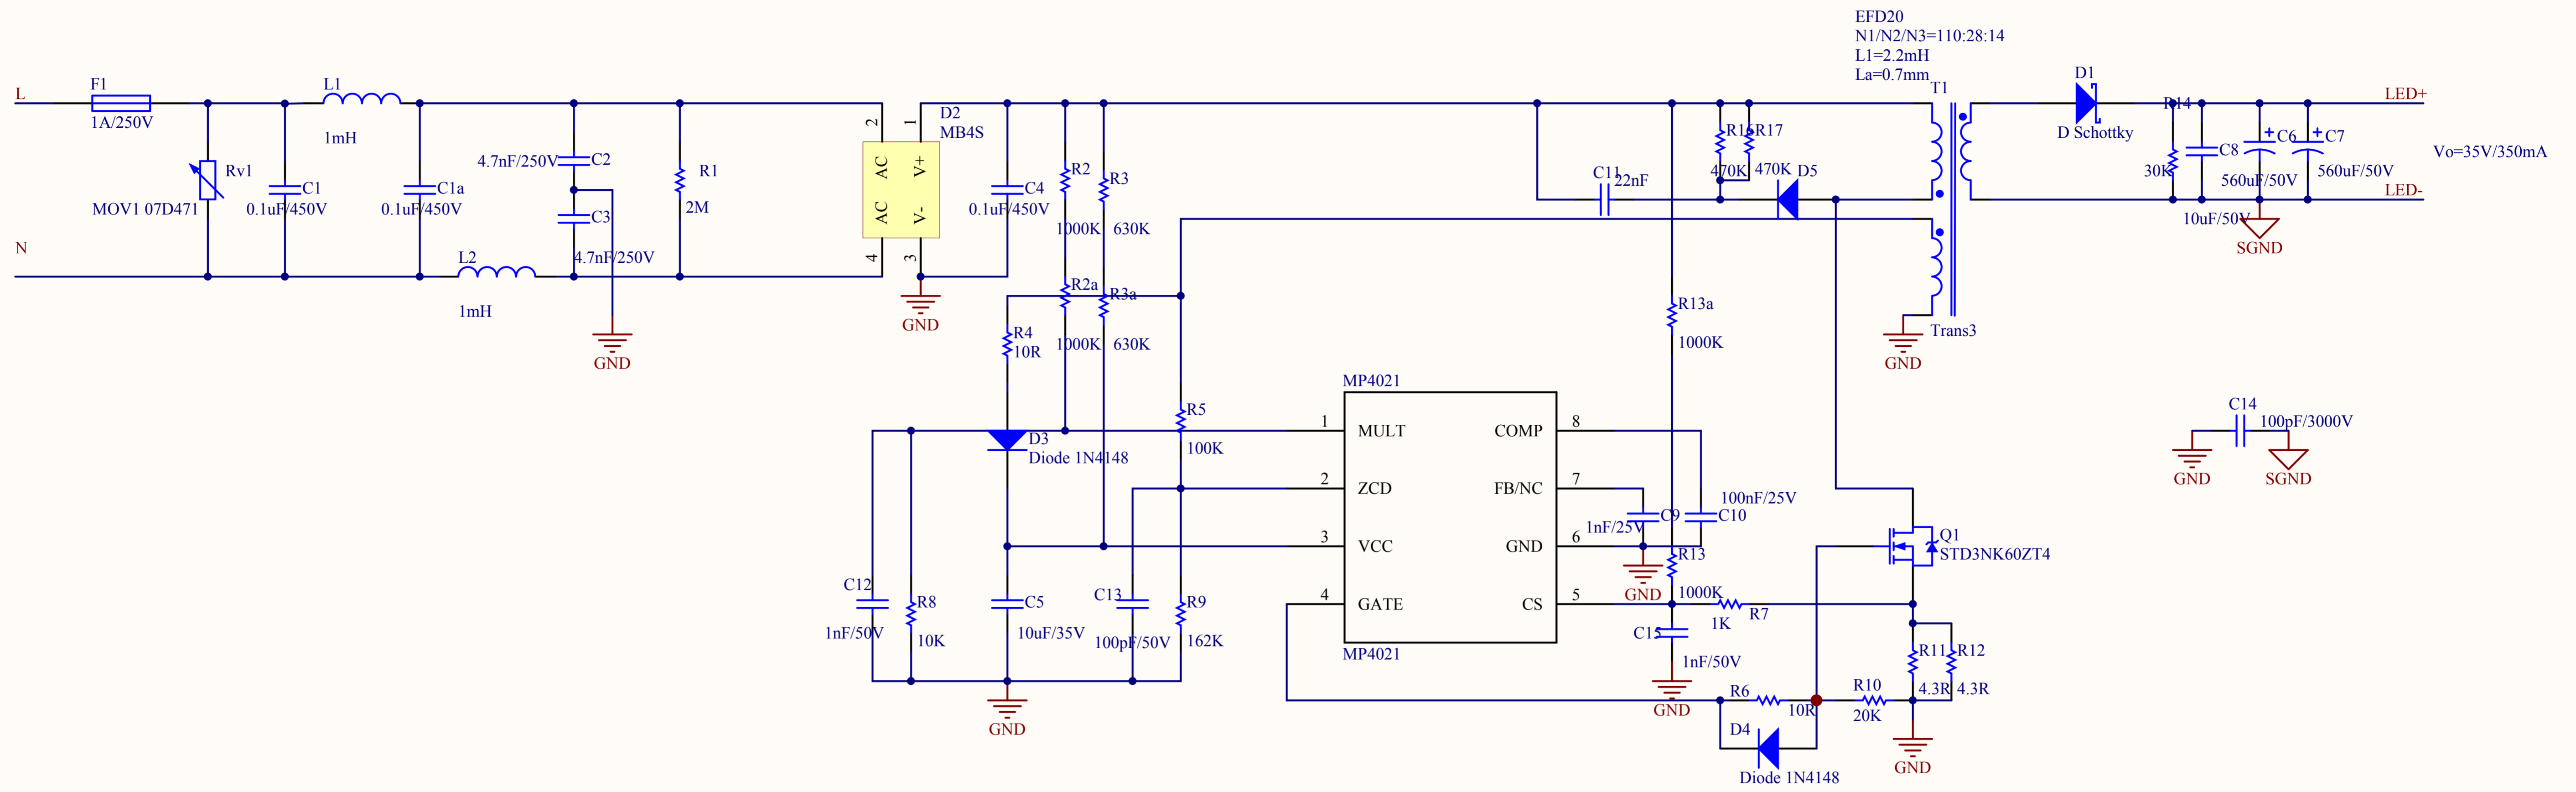 EFD20
N1/N2/N3=110:28:14
L1=2.2mH
La=0.7mm
T1
Trans3
L
F1
1A/250V
L1
1mH
Rv1
MOV1 07D471
C1
0.1uF/450V
C1a
0.1uF/450V
4.7nF/250V
C2
C3
4.7nF/250V
R1
2M
N
L2
1mH
GND
D2
MB4S
2
1
AC
V+
AC
V-
4
3
GND
C4
0.1uF/450V
R2
1000K
R3
630K
R2a
1000K
R3a
630K
R4
10R
D3
Diode 1N4148
R5
100K
C12
1nF/50V
R8
10K
C5
10uF/35V
C13
100pF/50V
R9
162K
GND
MP4021
1
MULT
COMP
8
2
ZCD
FB/NC
7
3
VCC
GND
6
4
GATE
CS
5
MP4021
C11
22nF
R16
470K
R17
470K
D5
R13a
1000K
GND
1nF/25V
C9
100nF/25V
C10
GND
R13
1000K
R7
1K
C15
1nF/50V
GND
Q1
STD3NK60ZT4
R11
4.3R
R12
4.3R
R6
10R
R10
20K
D4
Diode 1N4148
GND
D1
D Schottky
R14
30K
C8
10uF/50V
C6
560uF/50V
C7
560uF/50V
LED+
LED-
Vo=35V/350mA
SGND
C14
100pF/3000V
GND
SGND